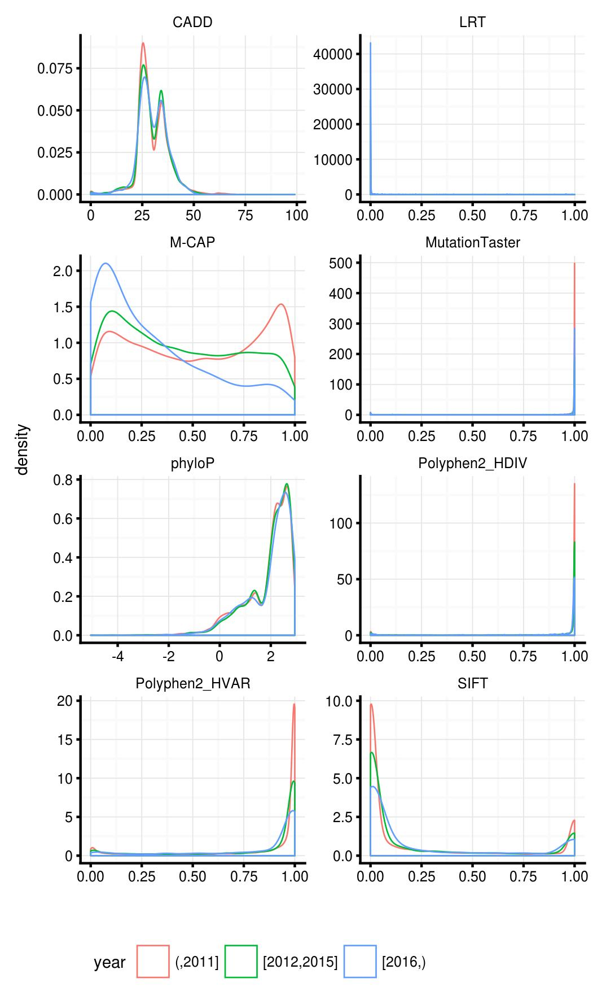 CADD
0.075
0.050
0.025
0.000
0 25 50 75 100
LRT
40000
30000
20000
10000
0
0.00 0.25 0.50 0.75 1.00
M-CAP
2.0
1.5
1.0
0.5
0.0
0.00 0.25 0.50 0.75 1.00
MutationTaster
500
400
300
200
100
0
0.00 0.25 0.50 0.75 1.00
density
phyloP
0.8
0.6
0.4
0.2
0.0
-4 -2 0 2
Polyphen2_HDIV
100
50
0
0.00 0.25 0.50 0.75 1.00
Polyphen2_HVAR
20
15
10
5
0
0.00 0.25 0.50 0.75 1.00
SIFT
10.0
7.5
5.0
2.5
0.0
0.00 0.25 0.50 0.75 1.00
year (,2011] [2012,2015] [2016,)